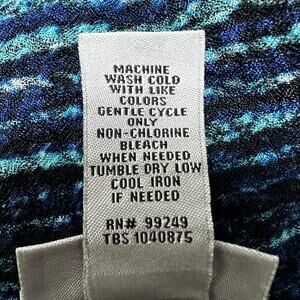 MACHINE
WASH COLD
WITH LIKE
COLORS
GENTLE CYCLE
ONLY
NON-CHLORINE
BLEACH
WHEN NEEDED
TUMBLE DRY LOW
COOL IRON
IF NEEDED
RN# 99249
TBS 1040875